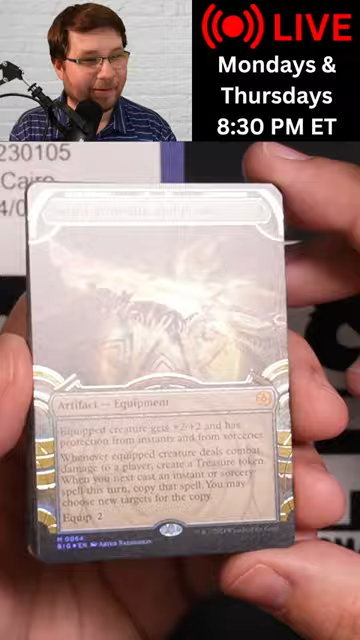 LIVE
Mondays &
Thursdays
8:30 PM ET
230105
Cairo
Artifact — Equipment
Equipped creature gets +2/+2 and has
protection from instants and from sorceries.
Whenever equipped creature deals combat
damage to a player, create a Treasure token.
When you next cast an instant or sorcery
spell this turn, copy that spell. You may
choose new targets for the copy.
Equip 2
M 0064
BIG EN